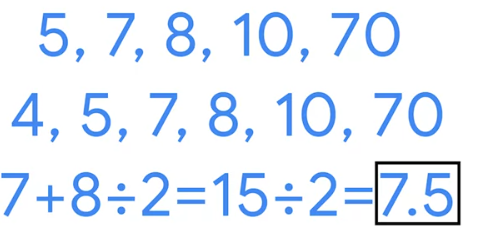 5, 7, 8, 10, 70
4, 5, 7, 8, 10, 70
7+8÷2=15÷2=7.5